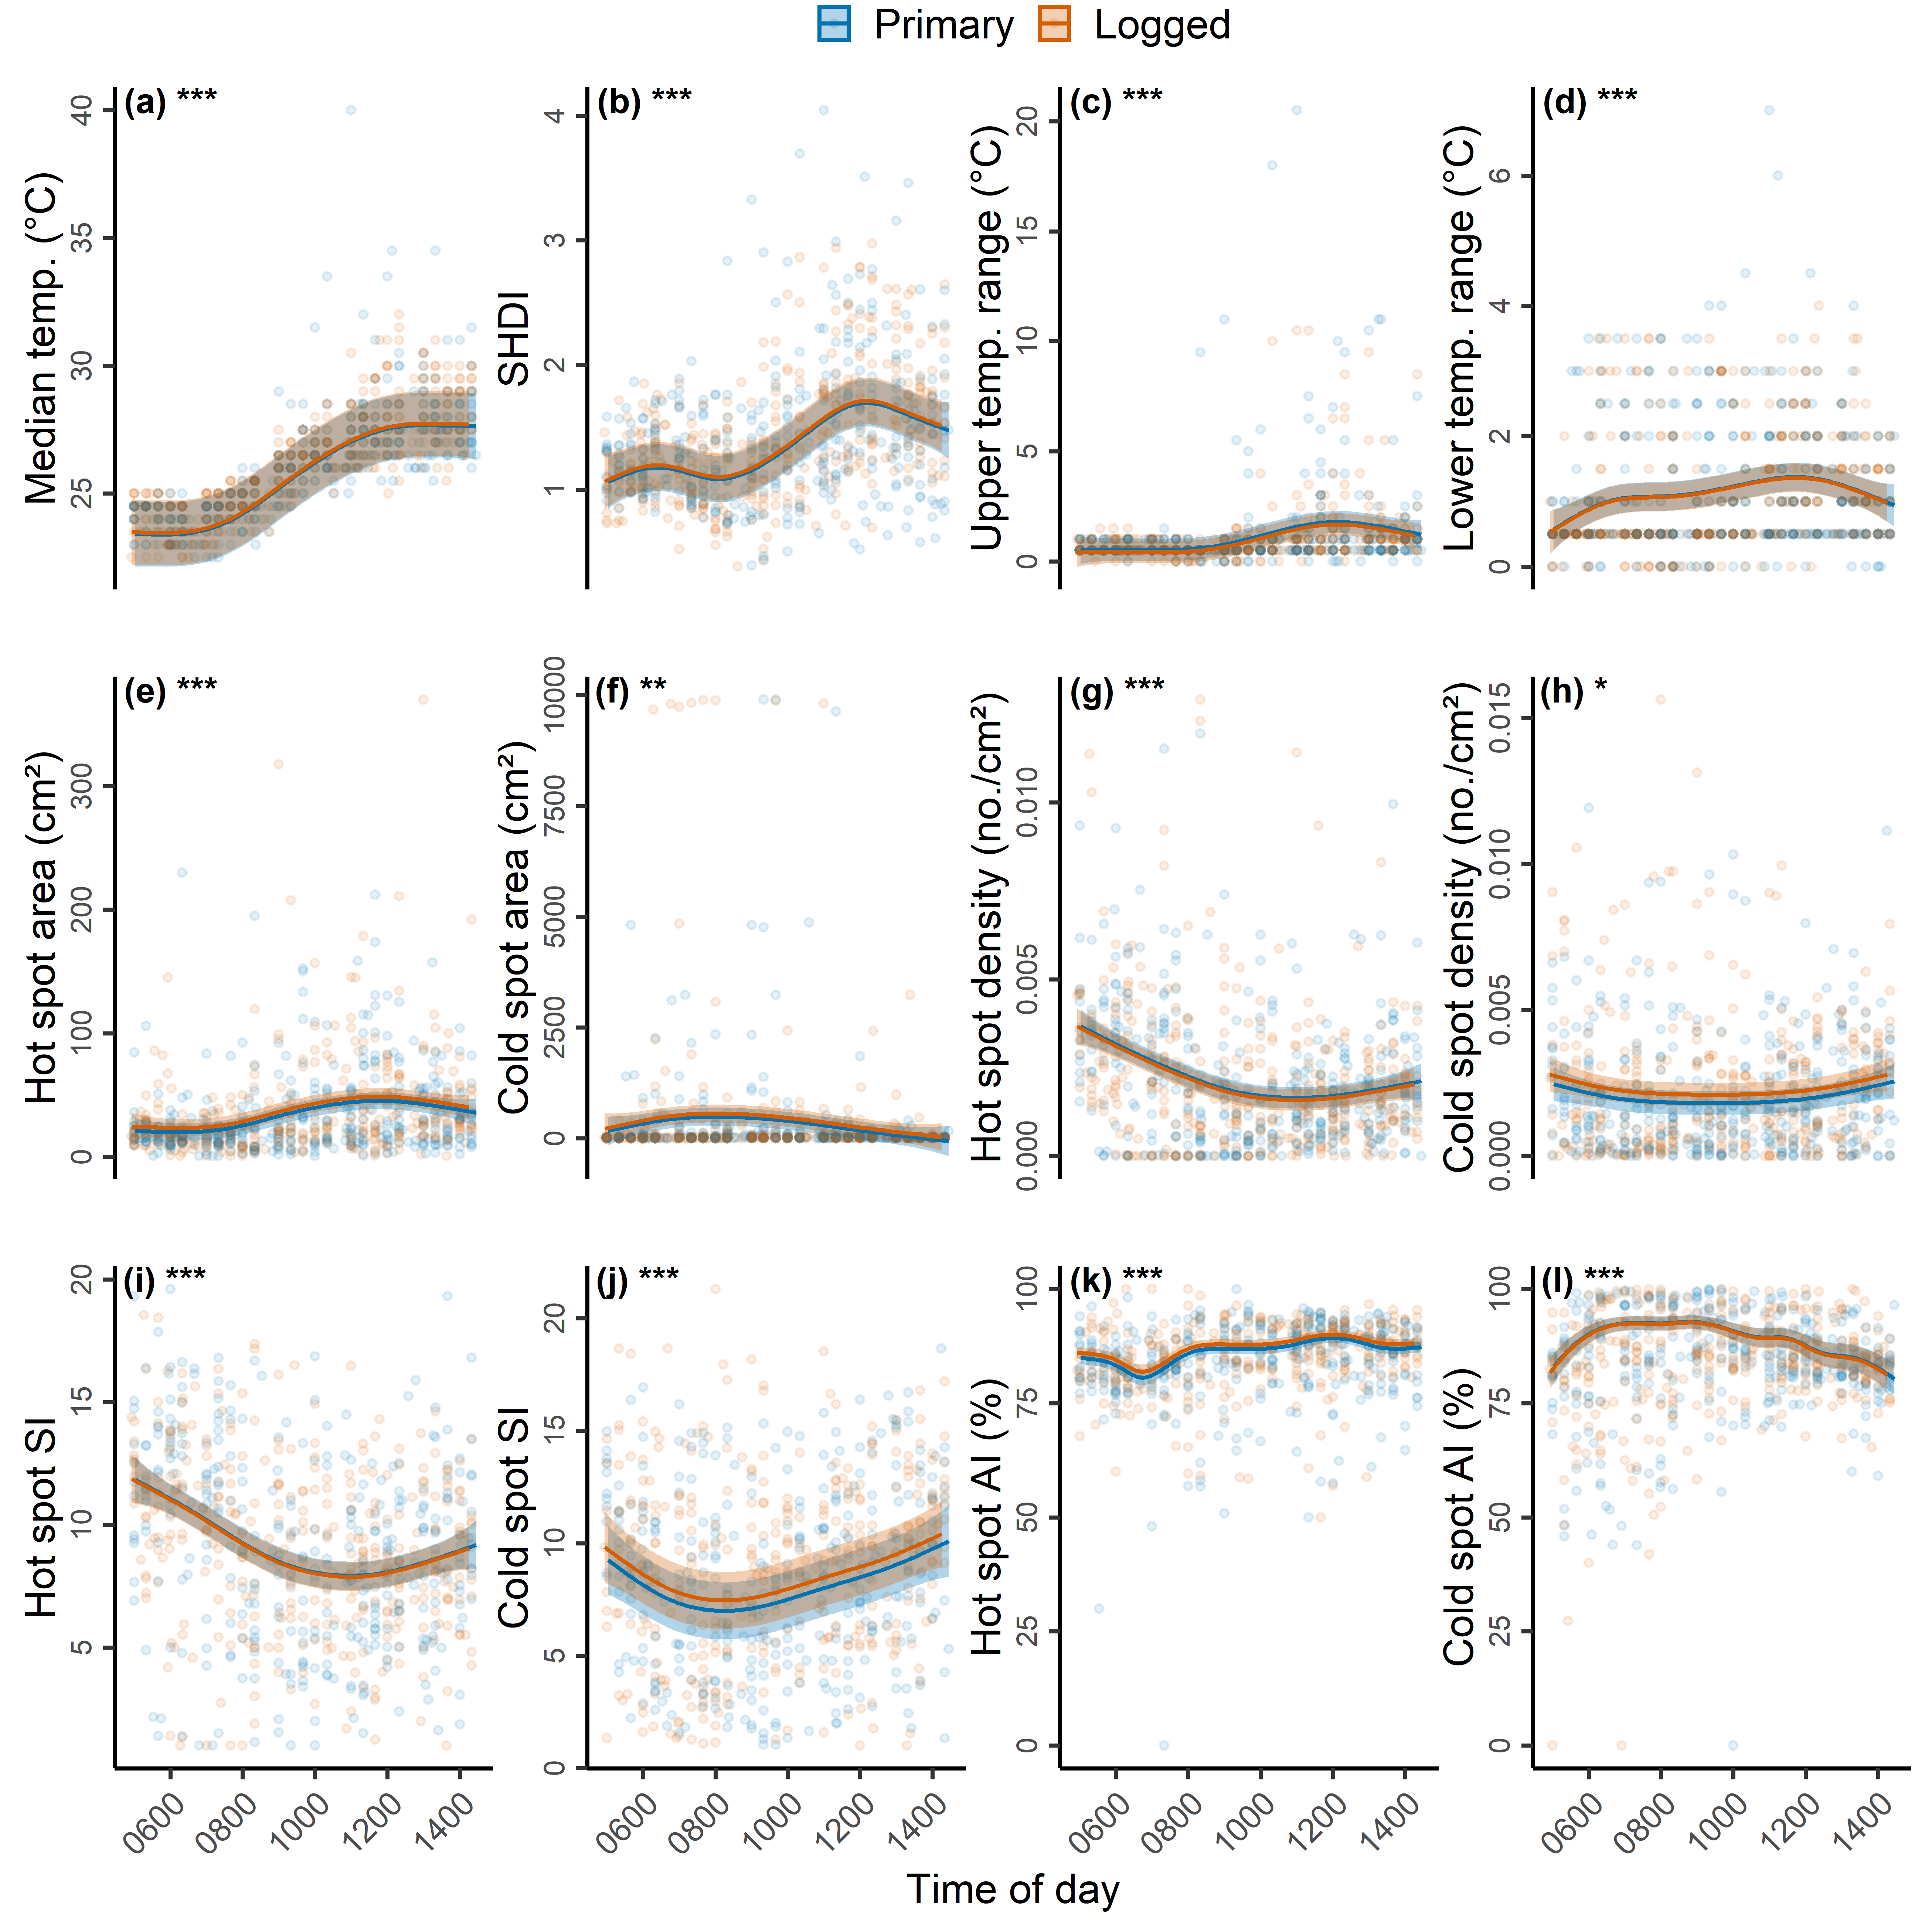 Primary Logged
(a) ***
Median temp. (°C)
40
35
30
25
(b) ***
SHDI
4
3
2
1
(c) ***
Upper temp. range (°C)
20
15
10
5
0
(d) ***
Lower temp. range (°C)
6
4
2
0
(e) ***
Hot spot area (cm²)
300
200
100
0
(f) **
Cold spot area (cm²)
10000
7500
5000
2500
0
(g) ***
Hot spot density (no./cm²)
0.010
0.005
0.000
(h) *
Cold spot density (no./cm²)
0.015
0.010
0.005
0.000
(i) ***
Hot spot SI
20
15
10
5
(j) ***
Cold spot SI
20
15
10
5
0
(k) ***
Hot spot AI (%)
100
75
50
25
0
(l) ***
Cold spot AI (%)
100
75
50
25
0
0600 0800 1000 1200 1400
0600 0800 1000 1200 1400
0600 0800 1000 1200 1400
0600 0800 1000 1200 1400
Time of day